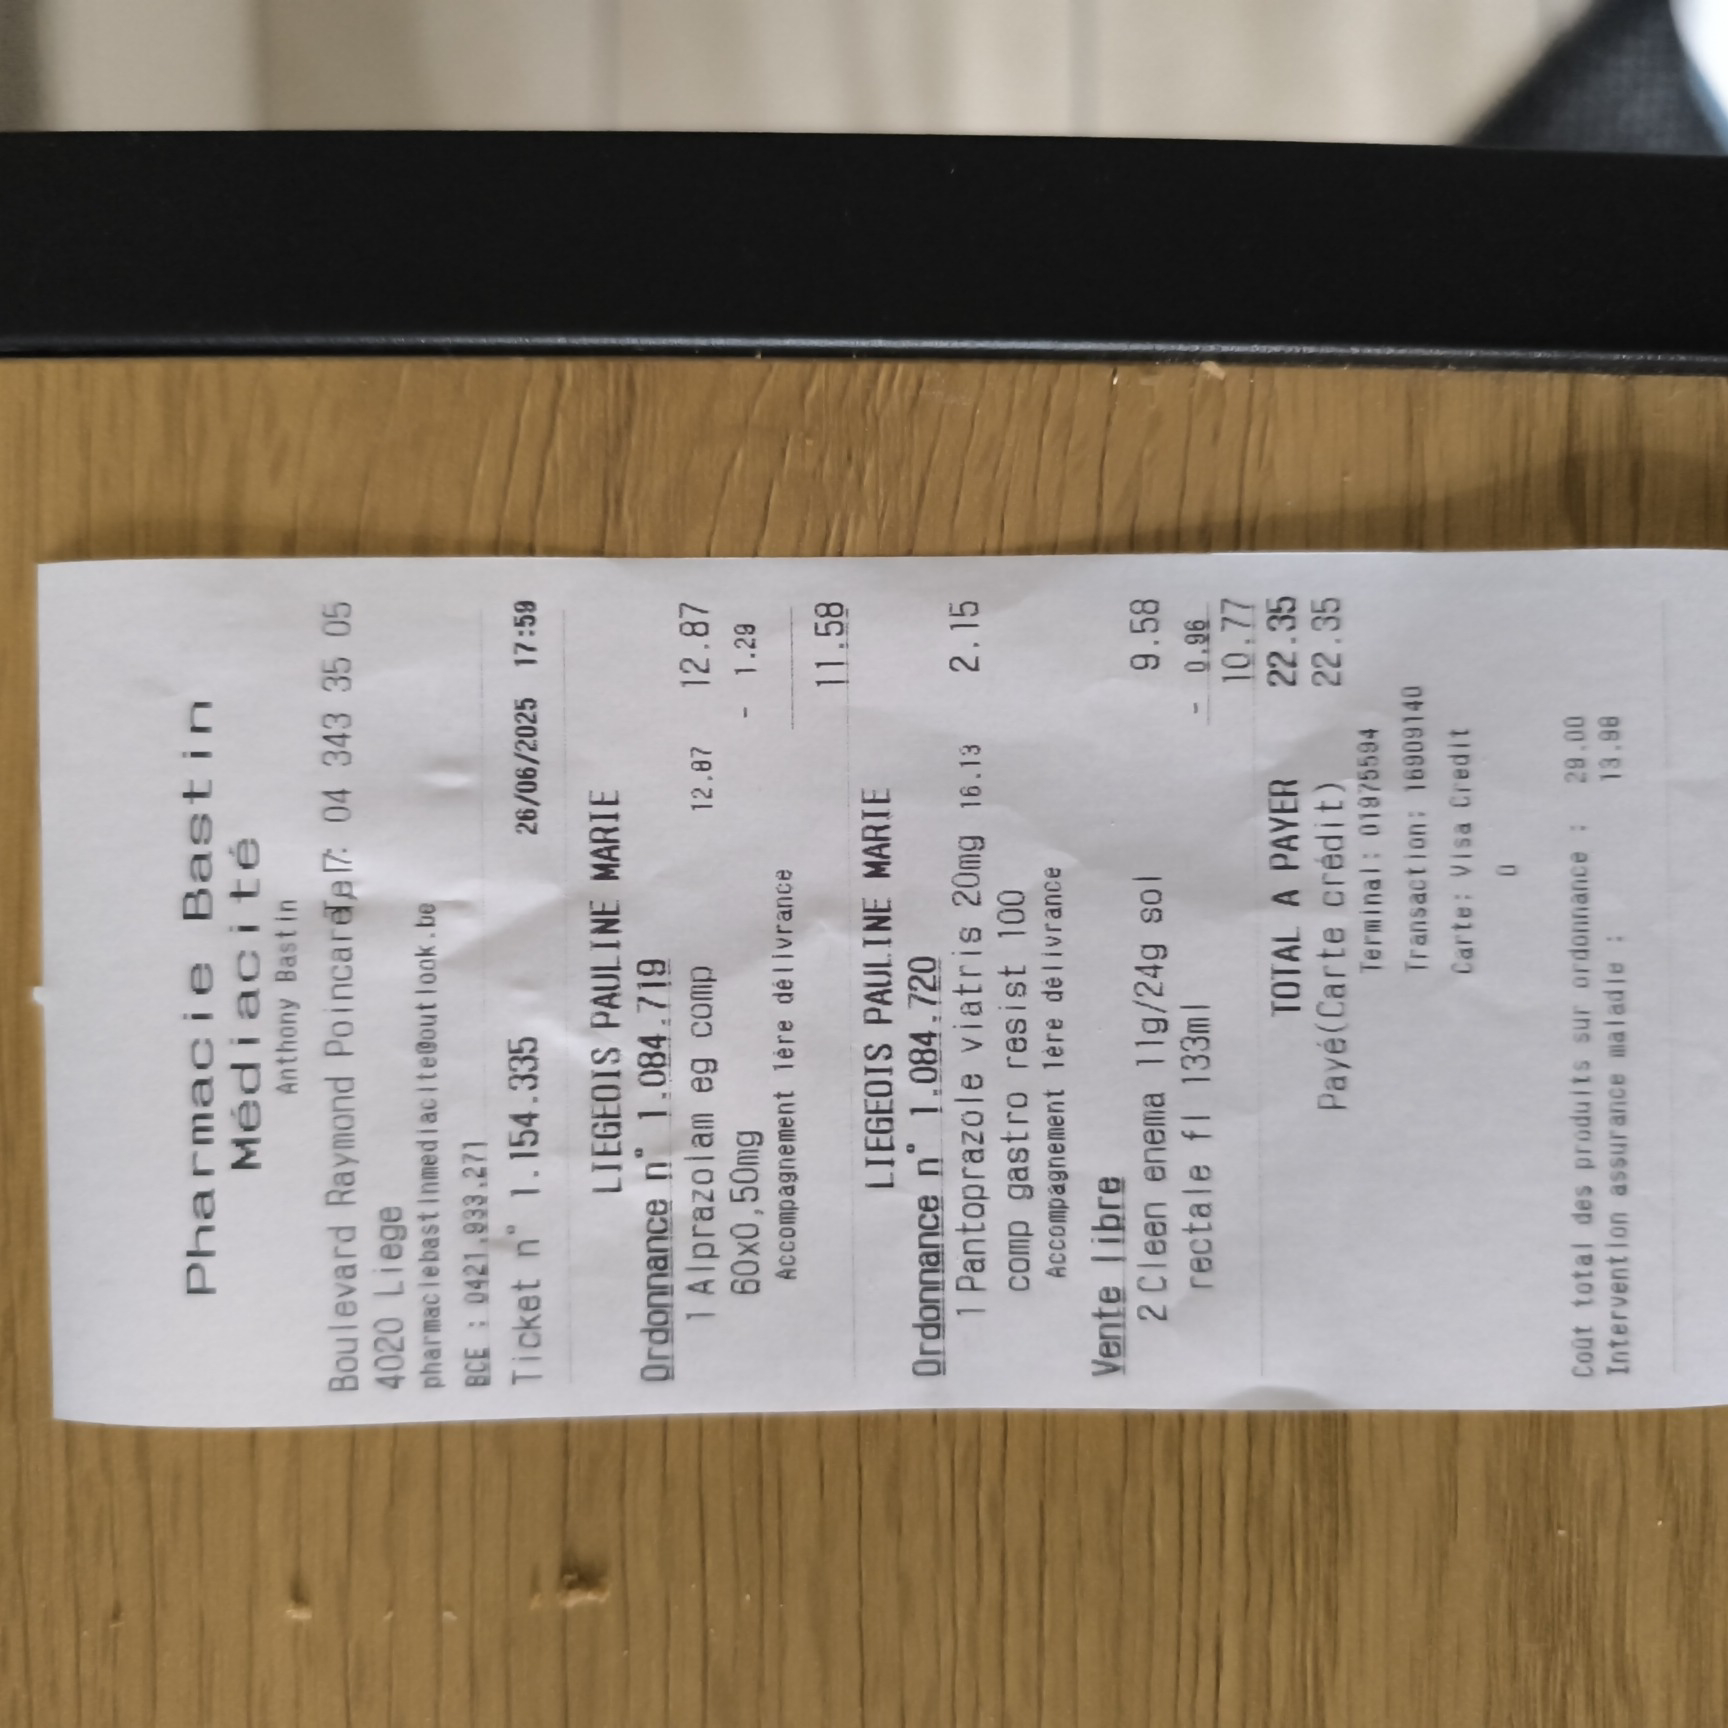 Pharmacie Bastin
Médiacité
Anthony Bastin
Boulevard Raymond Poincaré, 7: 04 343 35 05
4020 Liege
pharmaciebastinmediacite@outlook.be
BCE : 0421.933.271
Ticket n° 1.154.335 26/06/2025 17:59
LIEGEOIS PAULINE MARIE
Ordonnance n° 1.084.719
1 Alprazolam eg comp 12.87 12.87
60x0,50mg - 1.29
Accompagnement 1ère délivrance
11.58
LIEGEOIS PAULINE MARIE
Ordonnance n° 1.084.720
1 Pantoprazole viatris 20mg 16.13 2.15
comp gastro resist 100
Accompagnement 1ère délivrance
Vente libre
2 Cleen enema 11g/24g sol 9.58
rectale fl 133ml - 0.96
10.77
TOTAL A PAYER 22.35
Payé(Carte crédit) 22.35
Terminal: 01975594
Transaction: 16909140
Carte: Visa Credit
0
Coût total des produits sur ordonnance : 29.00
Intervention assurance maladie : 13.98